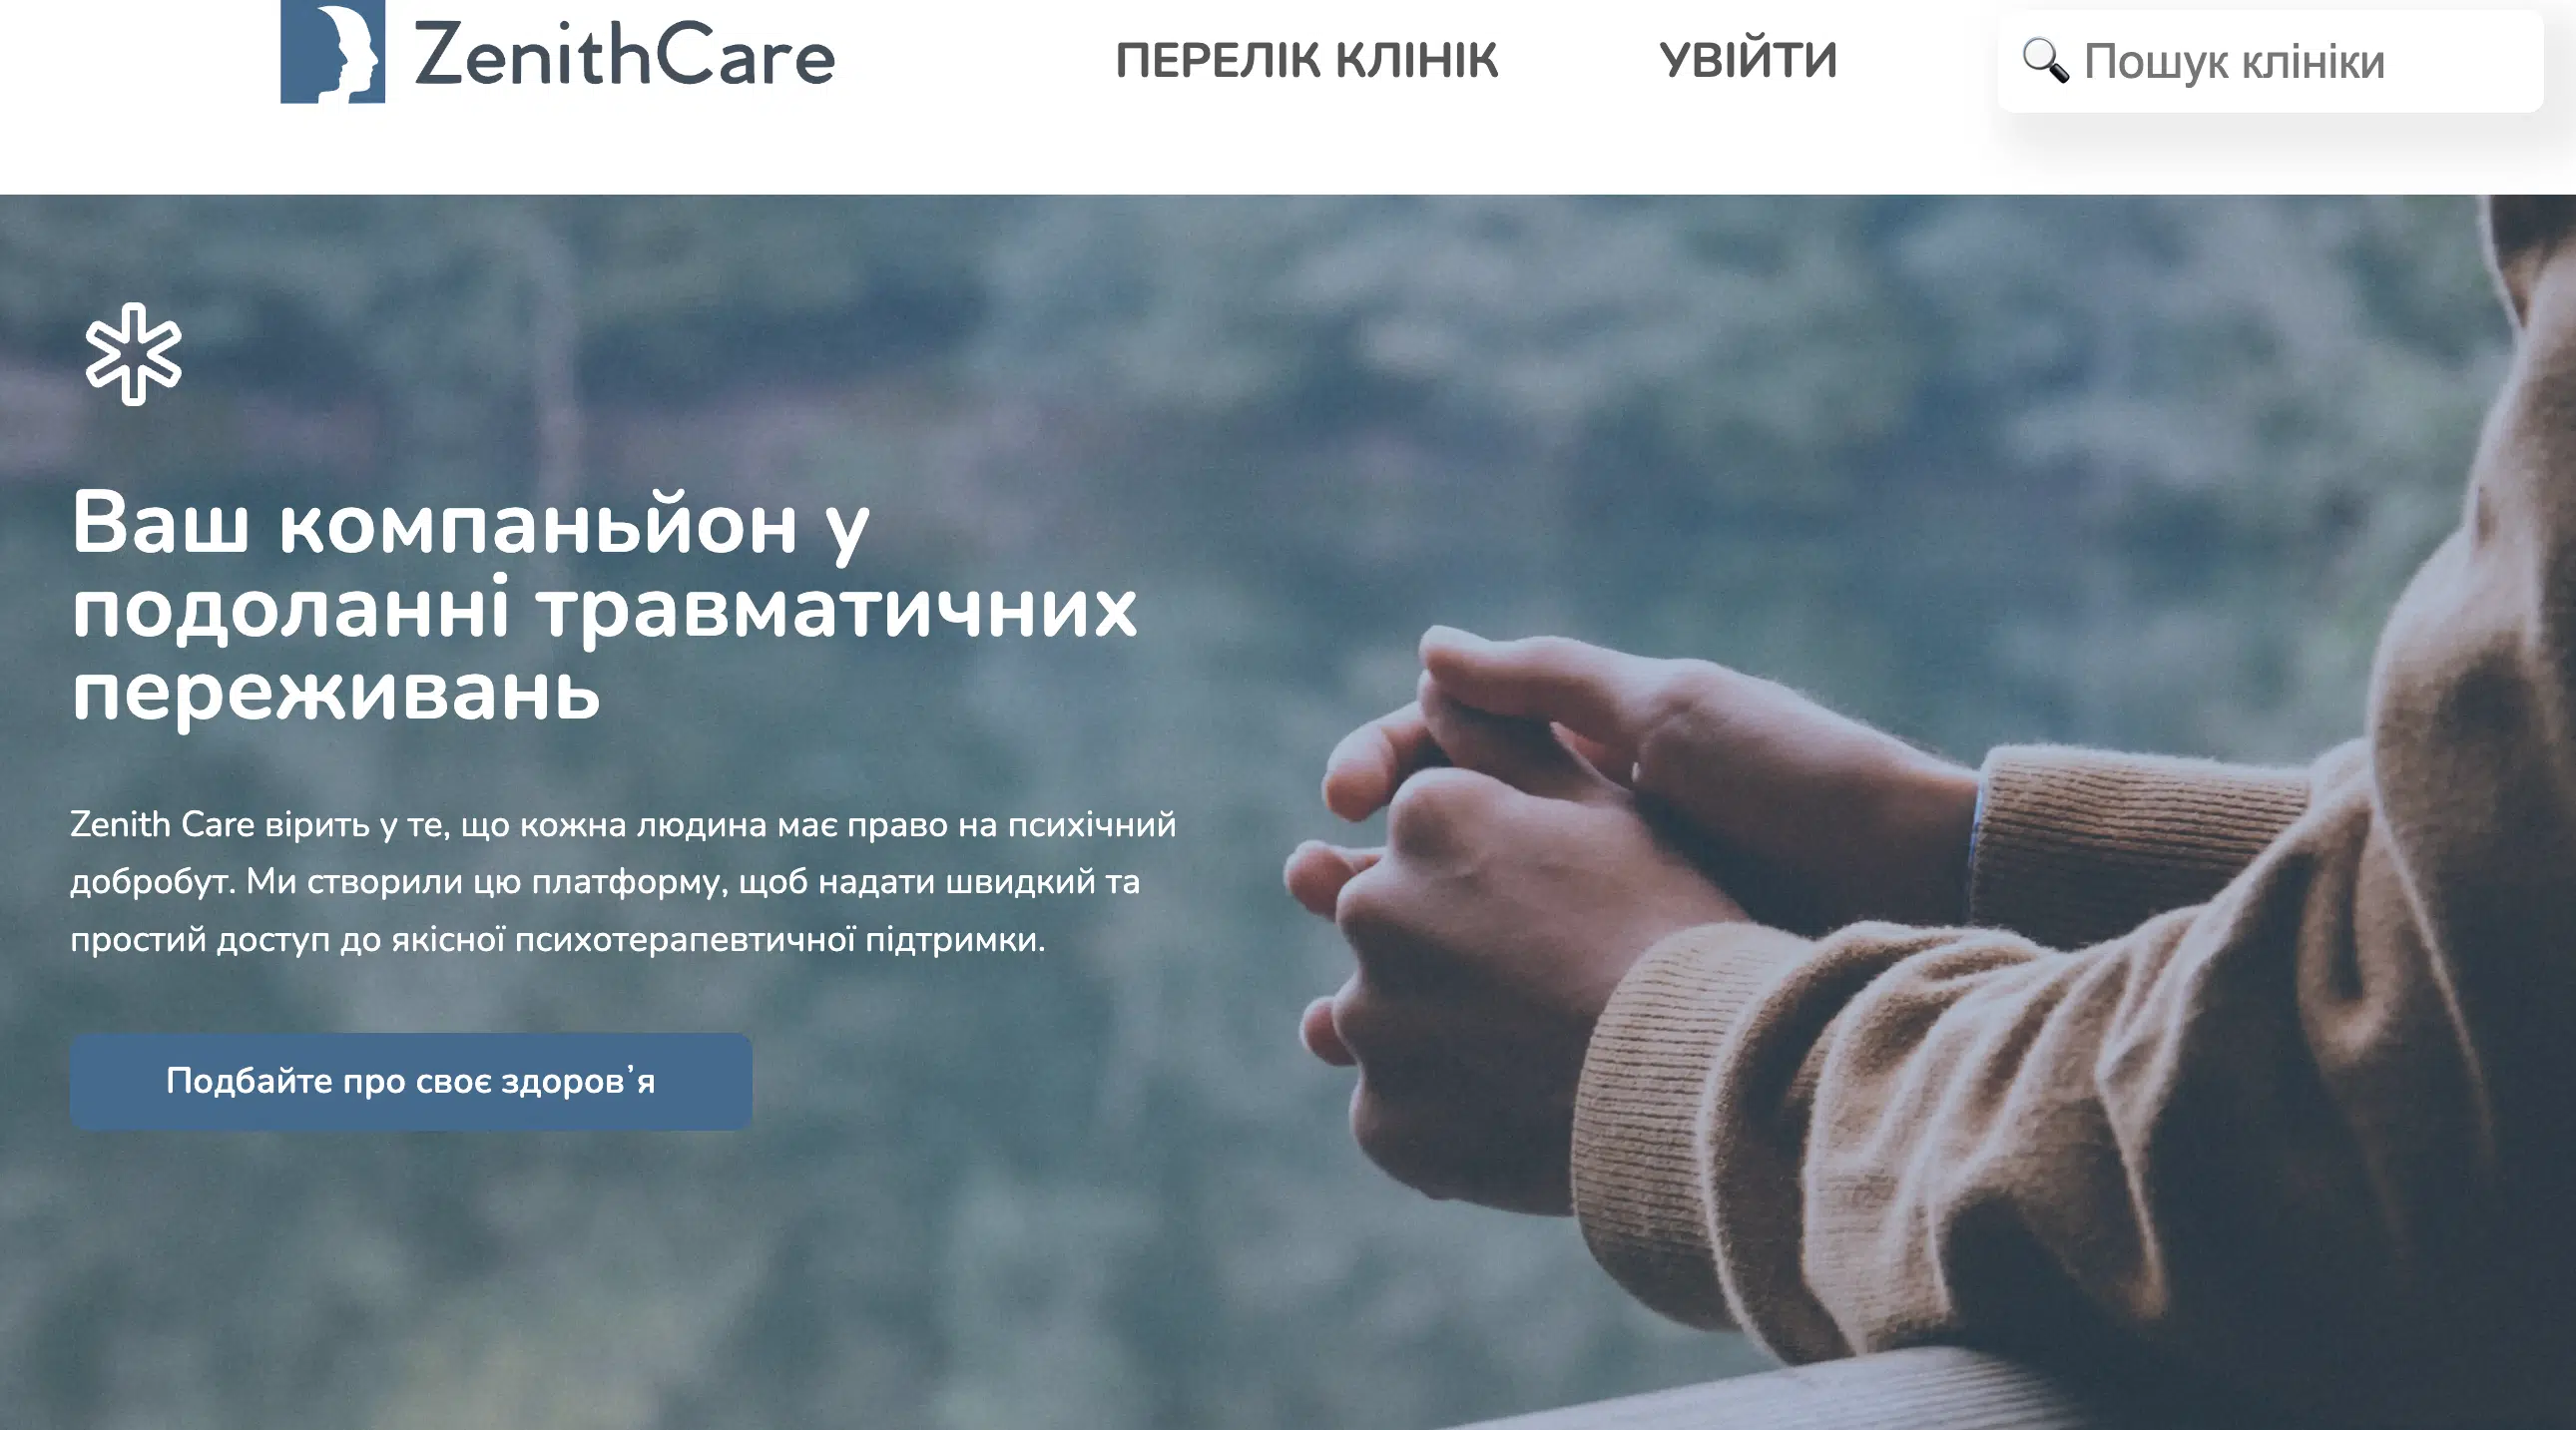 ZenithCare
ПЕРЕЛІК КЛІНІК
УВІЙТИ
🔍 Пошук клініки
Ваш компаньйон у
подоланні травматичних
переживань
Zenith Care вірить у те, що кожна людина має право на психічний
добробут. Ми створили цю платформу, щоб надати швидкий та
простий доступ до якісної психотерапевтичної підтримки.
Подбайте про своє здоров’я